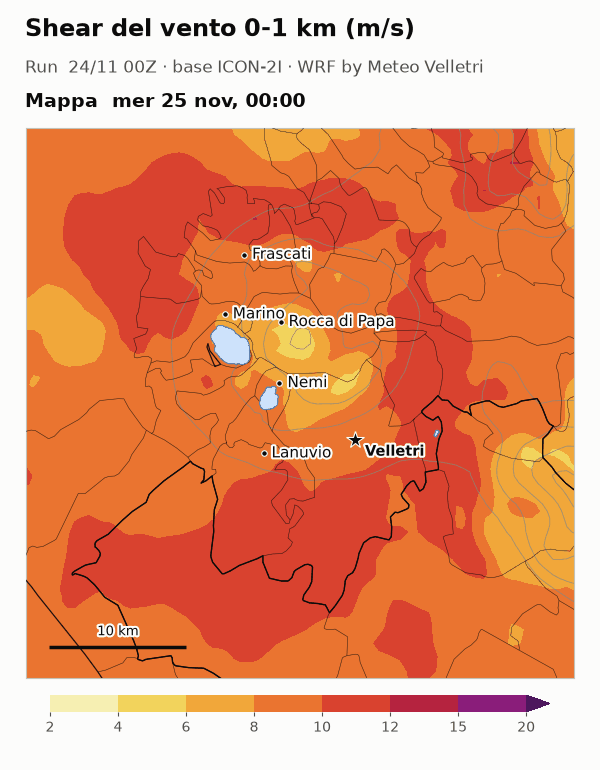 Shear del vento 0-1 km (m/s)
Run  24/11 00Z · base ICON-2I · WRF by Meteo Velletri
Mappa  mer 25 nov, 00:00
Frascati
Marino
Rocca di Papa
Nemi
Velletri
Lanuvio
10 km
2 4 6 8 10 12 15 20